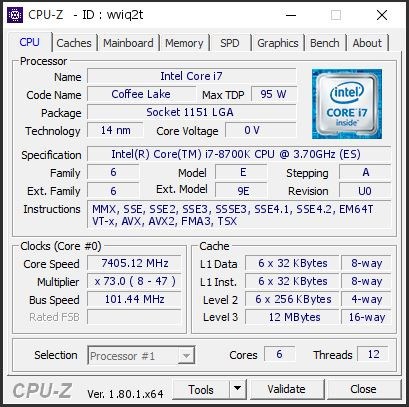 CPU-Z - ID : wviq2t
CPU Caches Mainboard Memory SPD Graphics Bench About
Processor
Name Intel Core i7
Code Name Coffee Lake Max TDP 95 W
Package Socket 1151 LGA
Technology 14 nm Core Voltage 0 V
intel
CORE i7
inside™
Specification Intel(R) Core(TM) i7-8700K CPU @ 3.70GHz (ES)
Family 6 Model E Stepping A
Ext. Family 6 Ext. Model 9E Revision U0
Instructions MMX, SSE, SSE2, SSE3, SSSE3, SSE4.1, SSE4.2, EM64T
VT-x, AVX, AVX2, FMA3, TSX
Clocks (Core #0)
Core Speed 7405.12 MHz
Multiplier x 73.0 ( 8 - 47 )
Bus Speed 101.44 MHz
Rated FSB
Cache
L1 Data 6 x 32 KBytes 8-way
L1 Inst. 6 x 32 KBytes 8-way
Level 2 6 x 256 KBytes 4-way
Level 3 12 MBytes 16-way
Selection Processor #1 Cores 6 Threads 12
CPU-Z Ver. 1.80.1.x64 Tools Validate Close